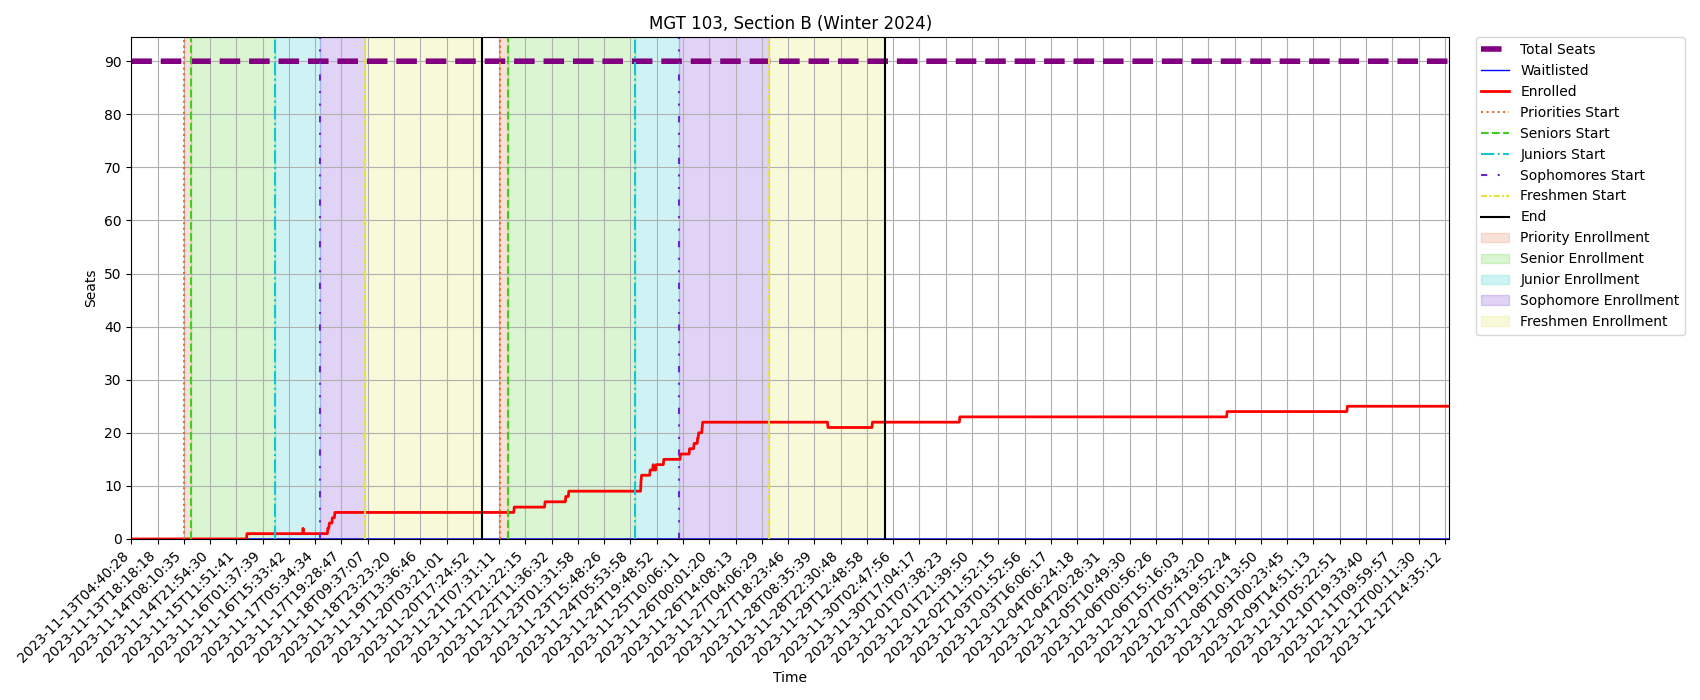 MGT 103, Section B (Winter 2024)
Seats
90
80
70
60
50
40
30
20
10
0
2023-11-13T04:40:28
2023-11-13T18:18:18
2023-11-14T08:10:35
2023-11-14T21:54:30
2023-11-15T11:51:41
2023-11-16T01:37:39
2023-11-16T15:33:42
2023-11-17T05:34:34
2023-11-17T19:28:47
2023-11-18T09:37:07
2023-11-18T23:23:20
2023-11-19T13:36:46
2023-11-20T03:21:01
2023-11-20T17:24:52
2023-11-21T07:31:11
2023-11-21T21:22:15
2023-11-22T11:36:32
2023-11-23T01:31:58
2023-11-23T15:48:26
2023-11-24T05:53:58
2023-11-24T19:48:52
2023-11-25T10:06:11
2023-11-26T00:01:20
2023-11-26T14:08:13
2023-11-27T04:06:29
2023-11-27T18:23:46
2023-11-28T08:35:39
2023-11-28T22:30:48
2023-11-29T12:48:58
2023-11-30T02:47:56
2023-11-30T17:04:17
2023-12-01T07:38:23
2023-12-01T21:39:50
2023-12-02T11:52:15
2023-12-03T01:52:56
2023-12-03T16:06:17
2023-12-04T06:24:18
2023-12-04T20:28:31
2023-12-05T10:49:30
2023-12-06T00:56:26
2023-12-06T15:16:03
2023-12-07T05:43:20
2023-12-07T19:52:24
2023-12-08T10:13:50
2023-12-09T00:23:45
2023-12-09T14:51:13
2023-12-10T05:22:51
2023-12-10T19:33:40
2023-12-11T09:59:57
2023-12-12T00:11:30
2023-12-12T14:35:12
Time
Total Seats
Waitlisted
Enrolled
Priorities Start
Seniors Start
Juniors Start
Sophomores Start
Freshmen Start
End
Priority Enrollment
Senior Enrollment
Junior Enrollment
Sophomore Enrollment
Freshmen Enrollment